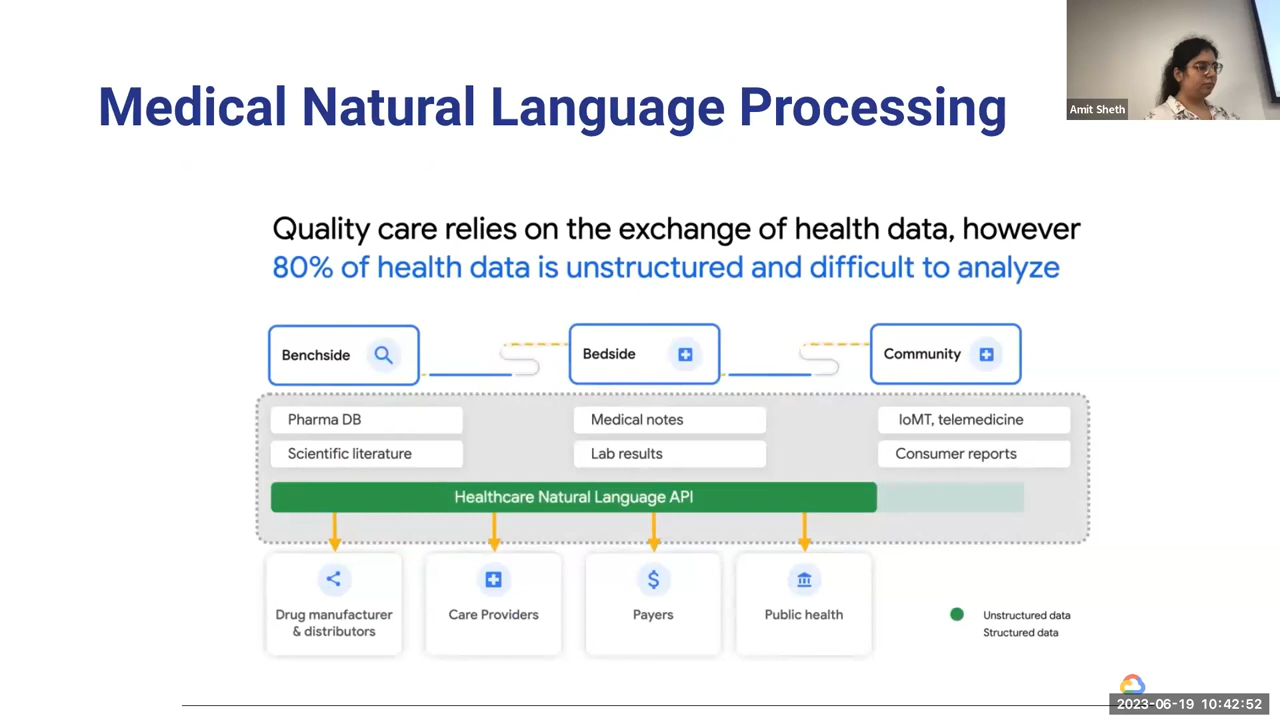 Medical Natural Language Processing
Amit Sheth
Quality care relies on the exchange of health data, however
80% of health data is unstructured and difficult to analyze
Benchside
Bedside
Community
Pharma DB
Medical notes
IoMT, telemedicine
Scientific literature
Lab results
Consumer reports
Healthcare Natural Language API
Drug manufacturer
& distributors
Care Providers
Payers
Public health
Unstructured data
Structured data
2023-06-19 10:42:52